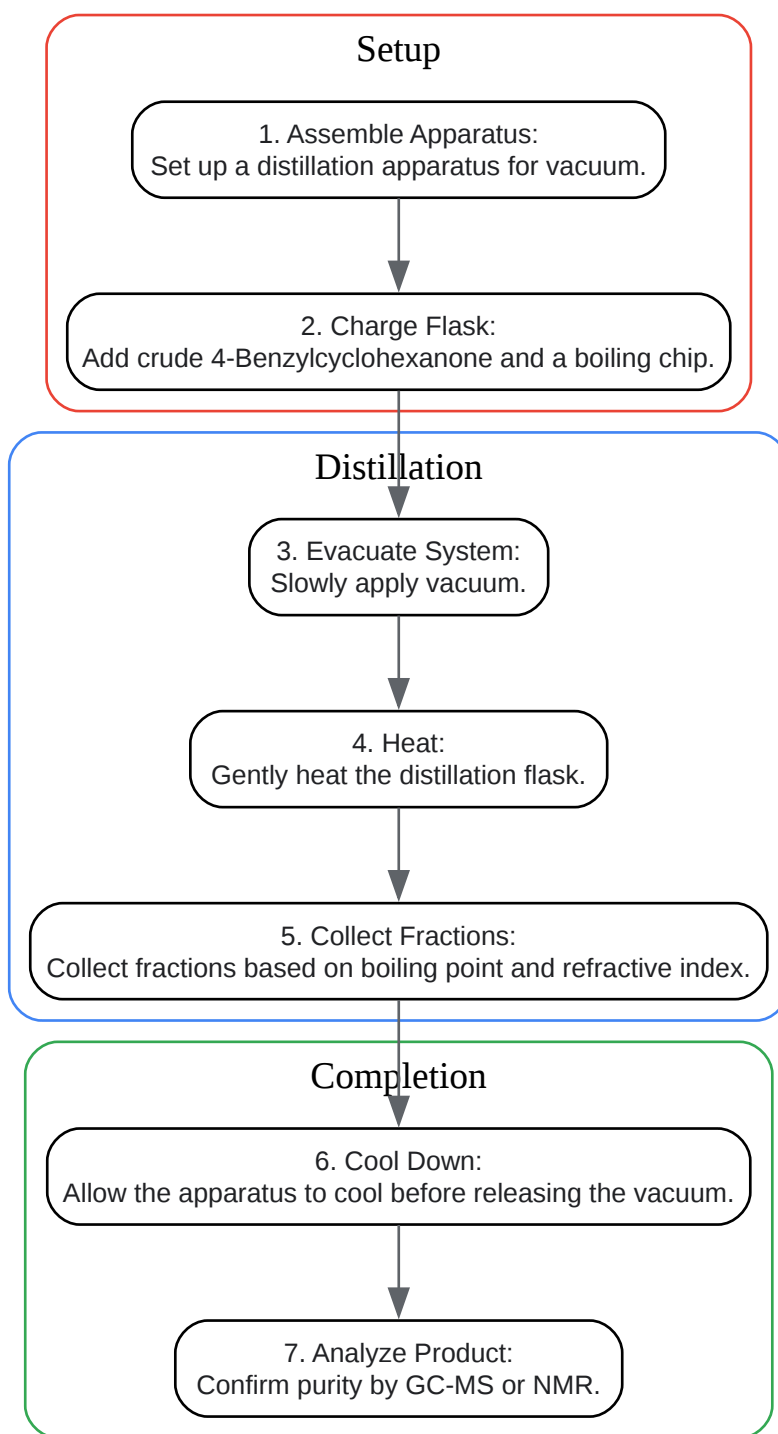 Setup
1. Assemble Apparatus:
Set up a distillation apparatus for vacuum.
2. Charge Flask:
Add crude 4-Benzylcyclohexanone and a boiling chip.
Distillation
3. Evacuate System:
Slowly apply vacuum.
4. Heat:
Gently heat the distillation flask.
5. Collect Fractions:
Collect fractions based on boiling point and refractive index.
Completion
6. Cool Down:
Allow the apparatus to cool before releasing the vacuum.
7. Analyze Product:
Confirm purity by GC-MS or NMR.